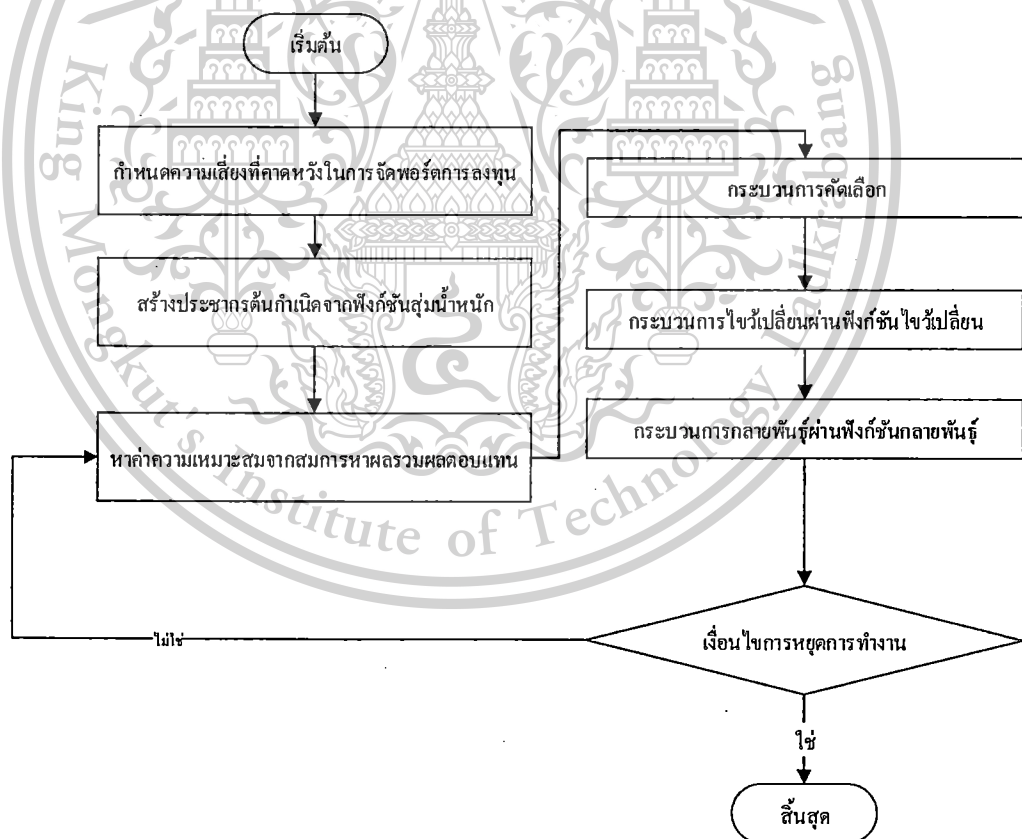 เริ่มต้น
กำหนดความเสี่ยงที่คาดหวังในการจัดพอร์ตการลงทุน
สร้างประชากรต้นกำเนิดจากฟังก์ชันสุ่มน้ำหนัก
หาค่าความเหมาะสมจากสมการหาผลรวมผลตอบแทน
กระบวนการคัดเลือก
กระบวนการไขว้เปลี่ยนผ่านฟังก์ชันไขว้เปลี่ยน
กระบวนการกลายพันธุ์ผ่านฟังก์ชันกลายพันธุ์
เงื่อนไขการหยุดการทำงาน
ไม่ใช่
ใช่
สิ้นสุด
King Mongkut's Institute of Technology Ladkrabang